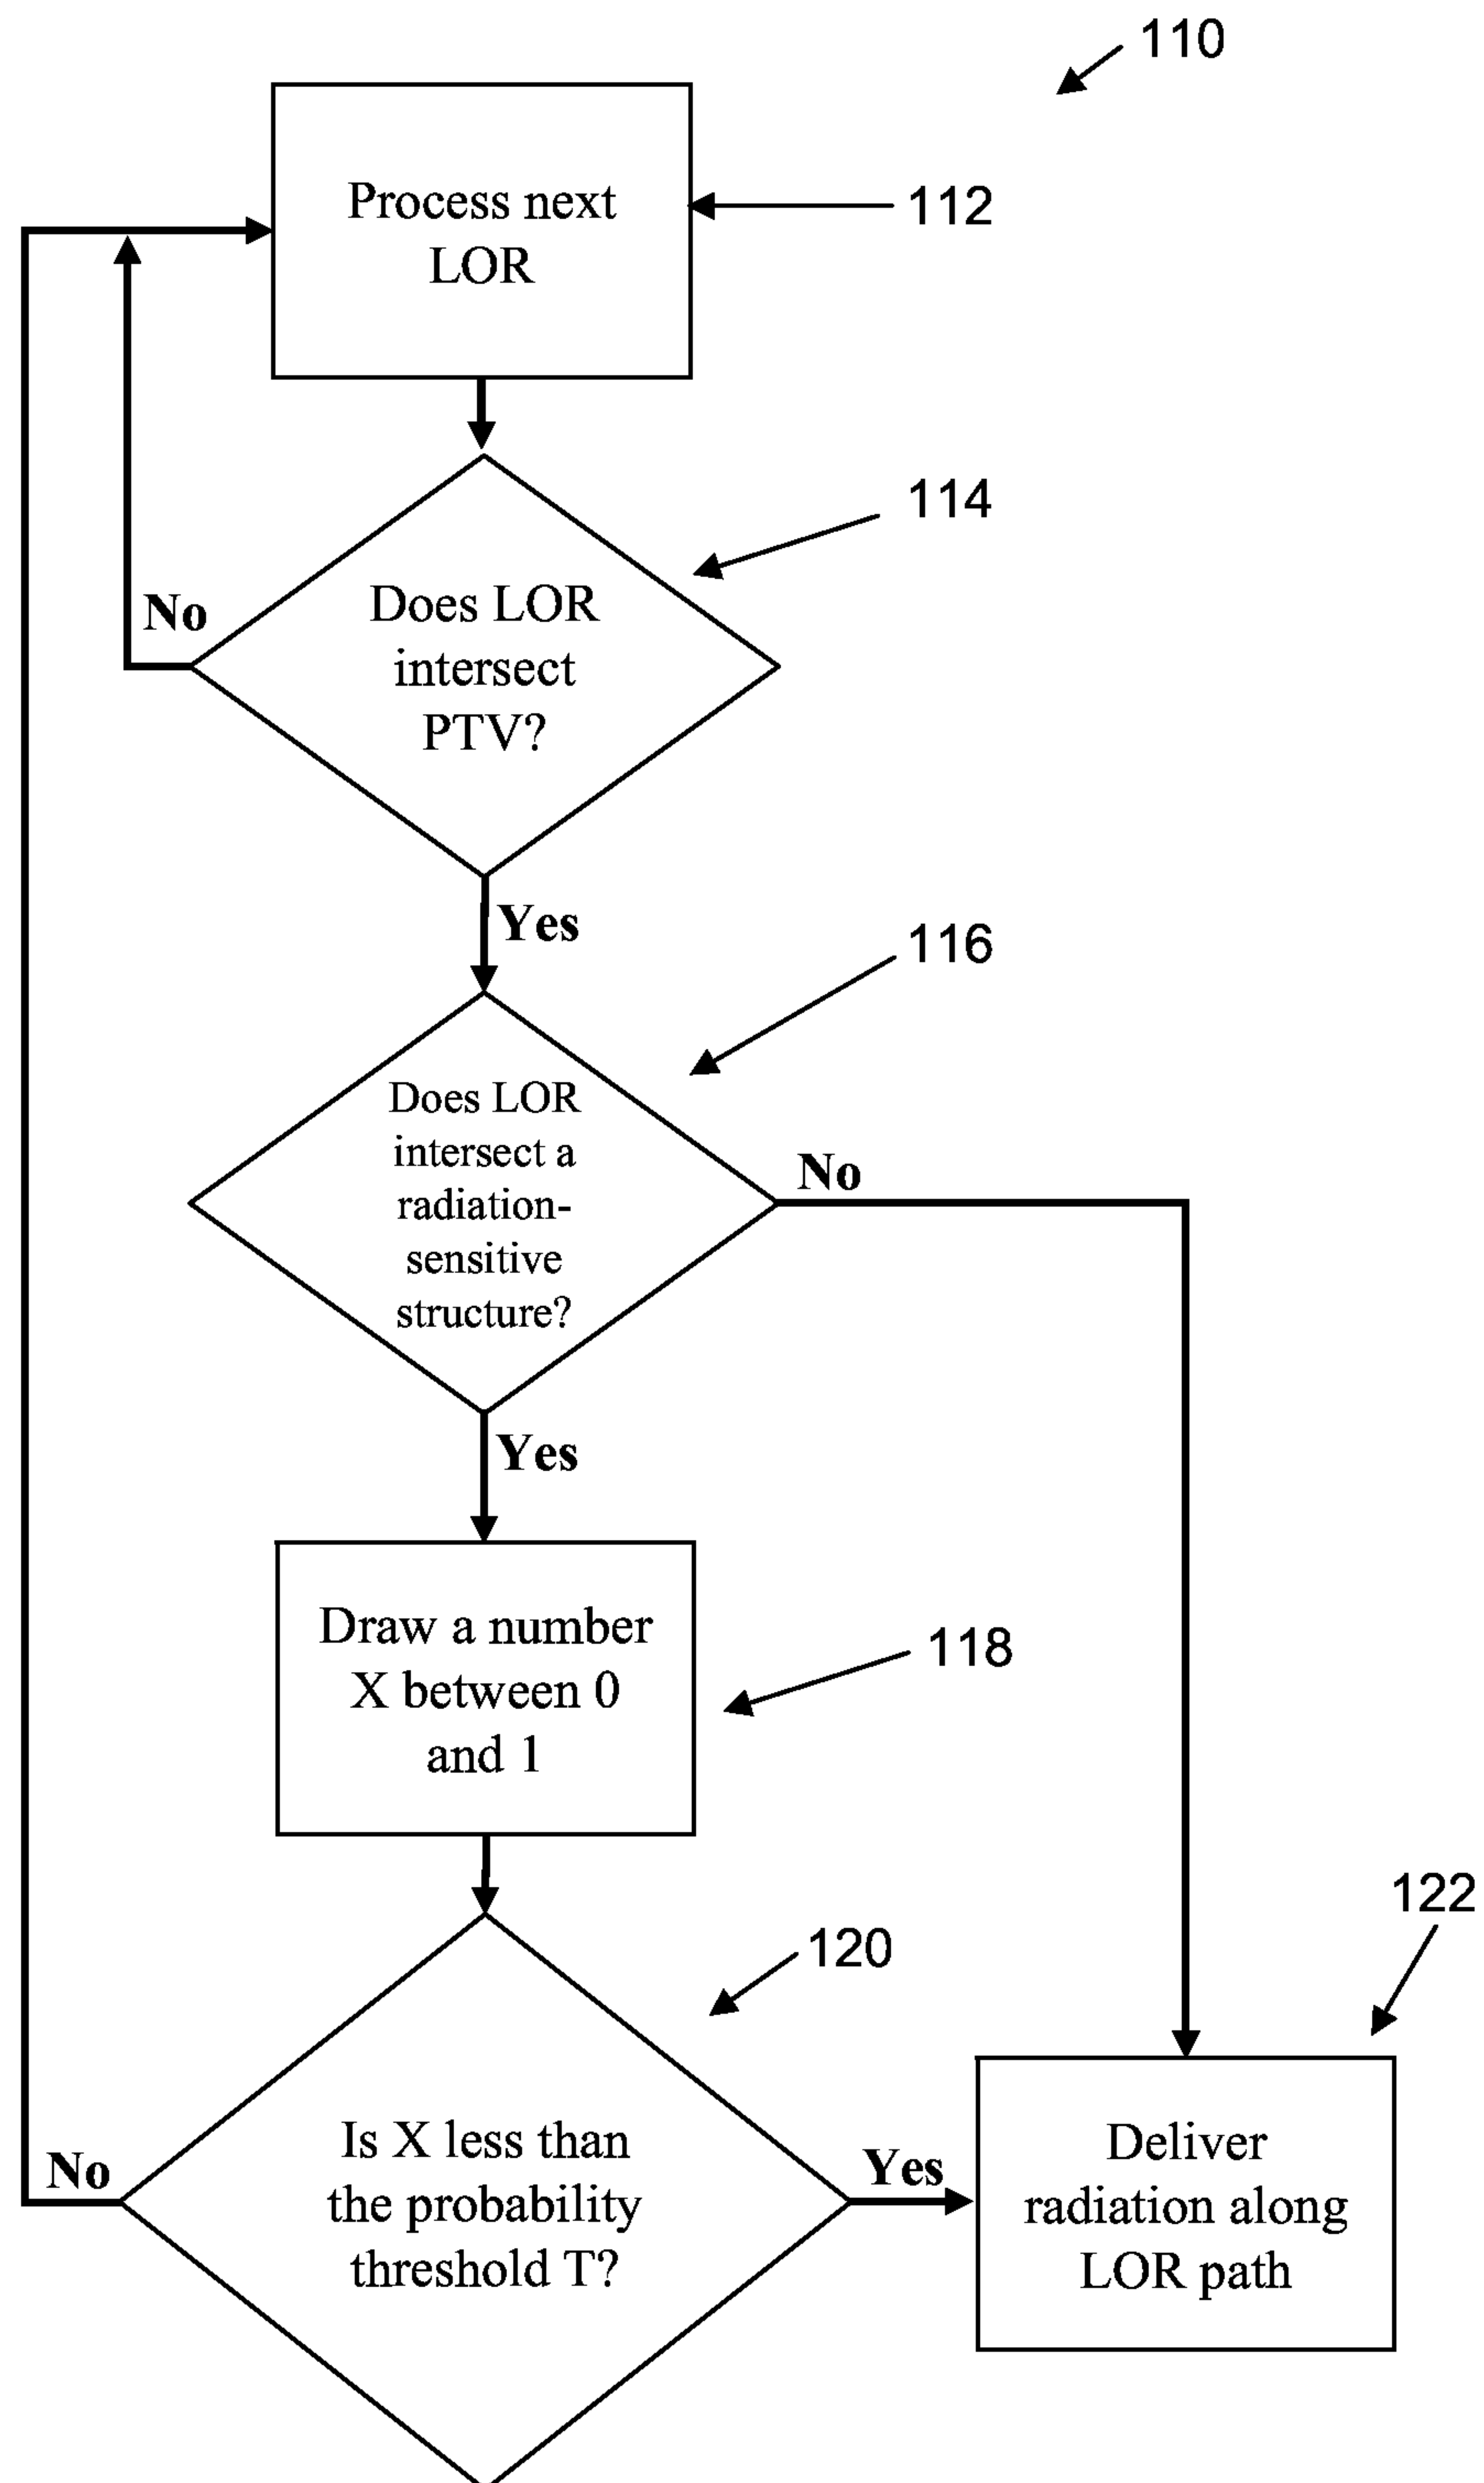 110
Process next
LOR
112
114
Does LOR
intersect
PTV?
No
Yes
116
Does LOR
intersect a
radiation-
sensitive
structure?
No
Yes
Draw a number
X between 0
and 1
118
120
122
Is X less than
the probability
threshold T?
No
Yes
Deliver
radiation along
LOR path